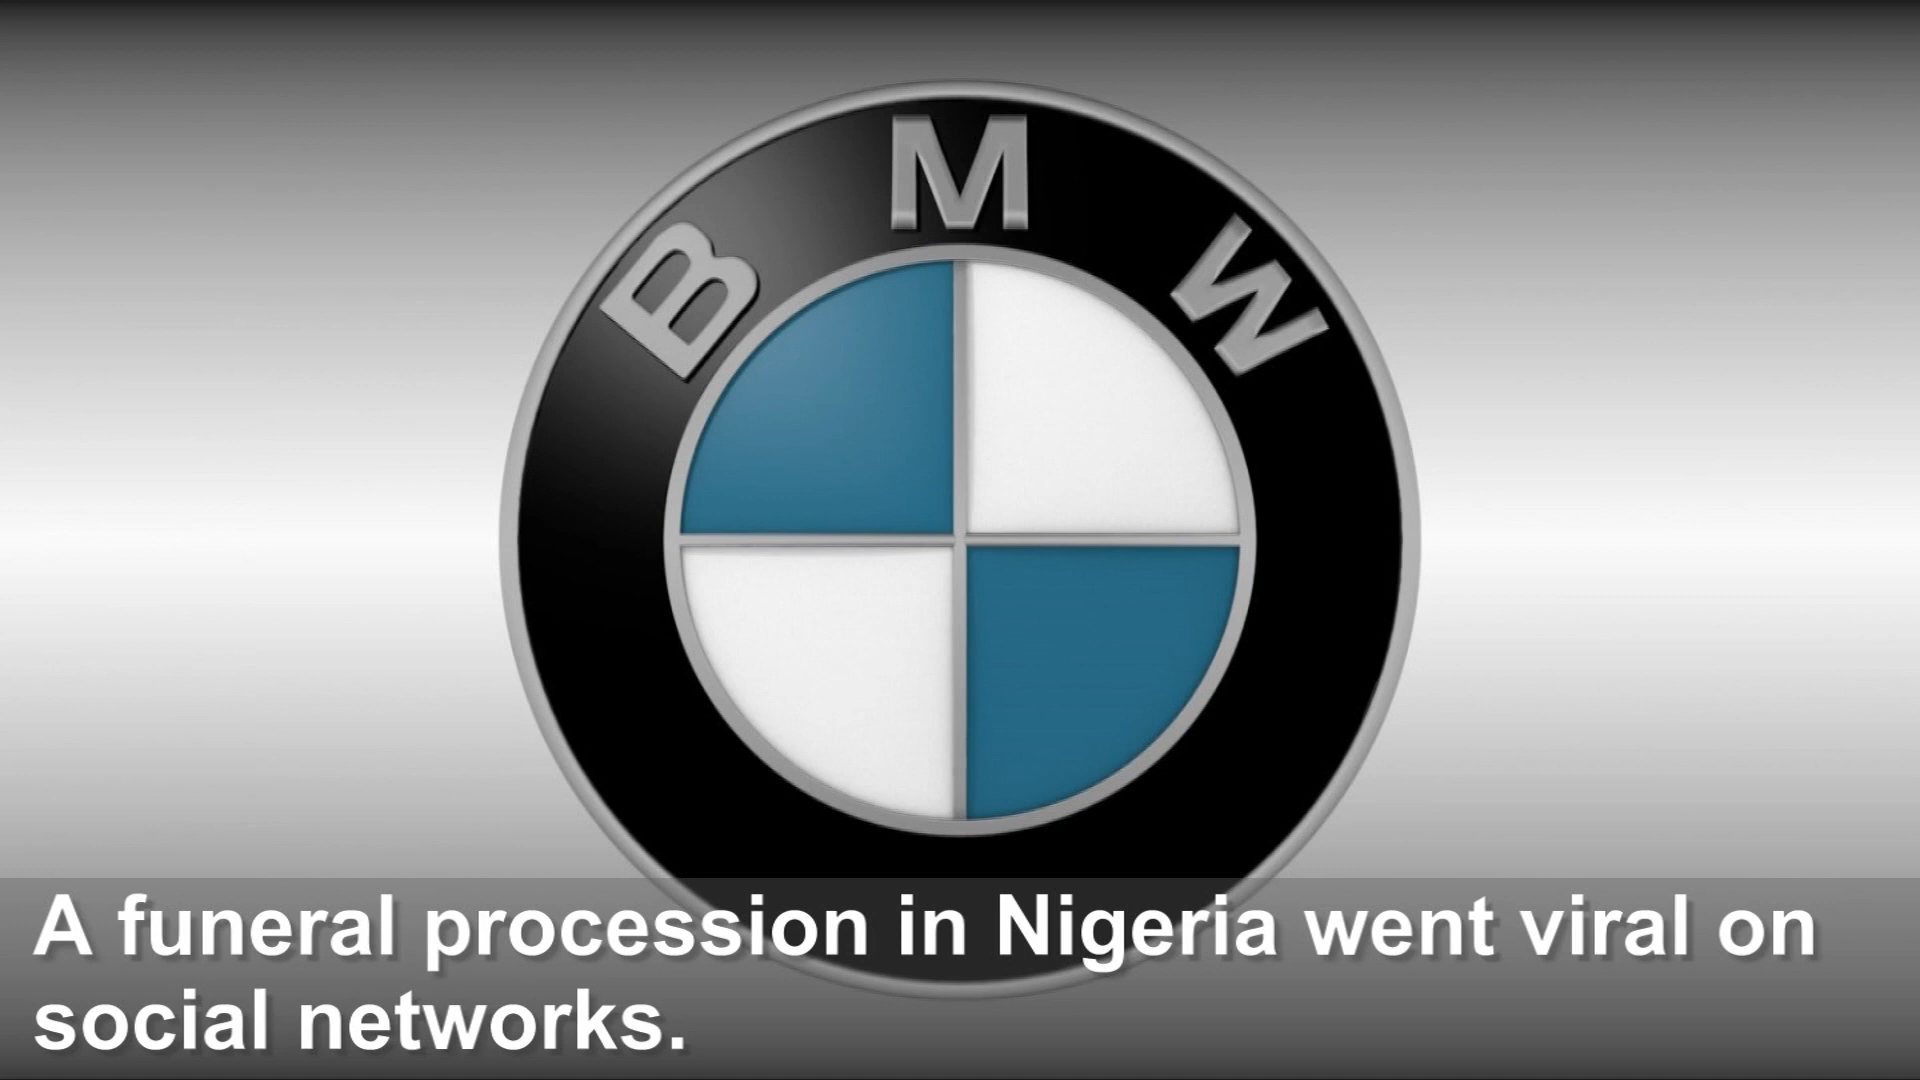 BMW
A funeral procession in Nigeria went viral on
social networks.